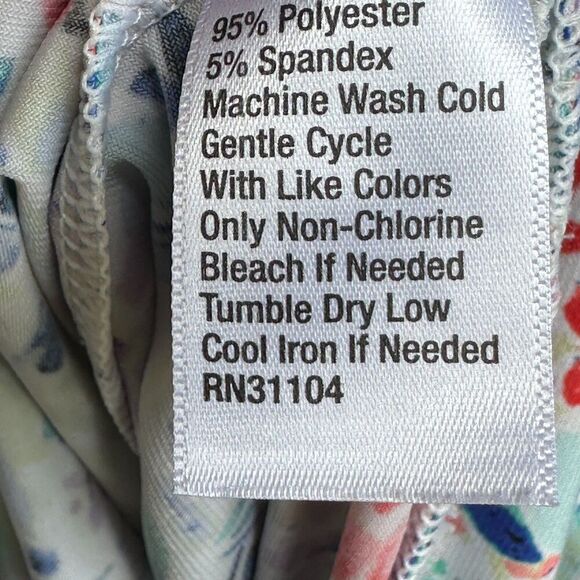 95% Polyester
5% Spandex
Machine Wash Cold
Gentle Cycle
With Like Colors
Only Non-Chlorine
Bleach If Needed
Tumble Dry Low
Cool Iron If Needed
RN31104